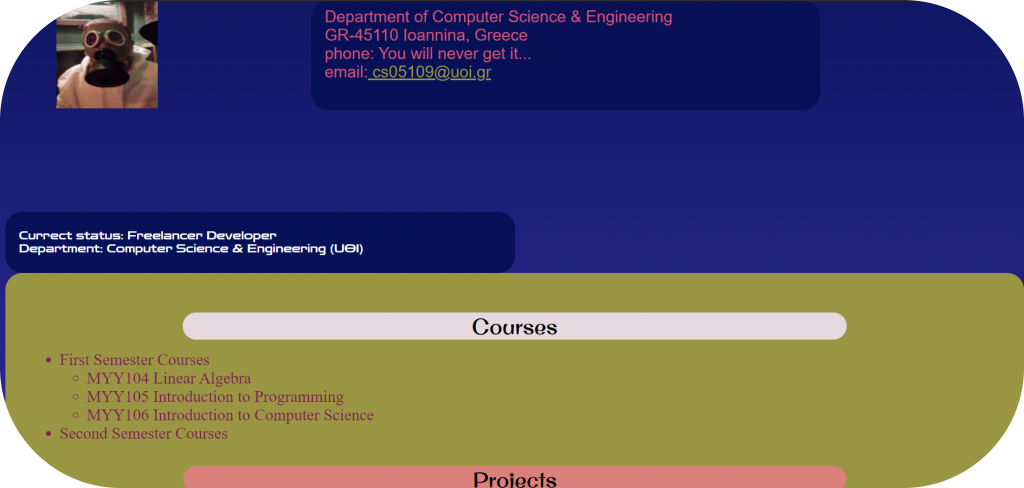 Department of Computer Science & Engineering
GR-45110 Ioannina, Greece
phone: You will never get it...
email: cs05109@uoi.gr
Currect status: Freelancer Developer
Department: Computer Science & Engineering (UOI)
Courses
First Semester Courses
MYY104 Linear Algebra
MYY105 Introduction to Programming
MYY106 Introduction to Computer Science
Second Semester Courses
Projects